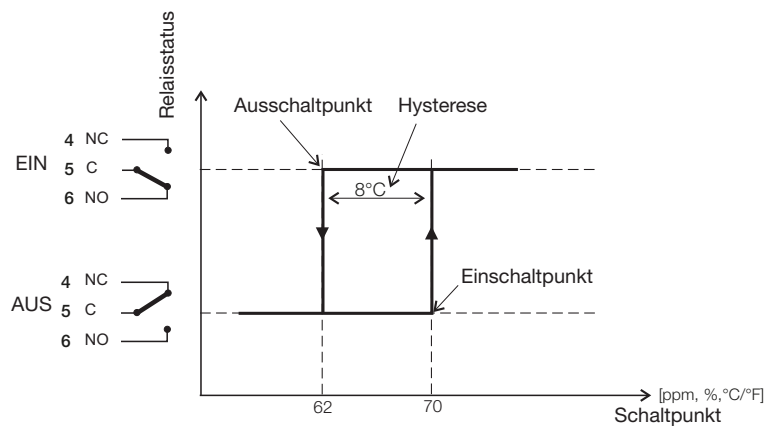 Relaisstatus
Ausschaltpunkt
Hysterese
4 NC
EIN 5 C
6 NO
8°C
4 NC
AUS 5 C
6 NO
Einschaltpunkt
62
70
[ppm, %,°C/°F]
Schaltpunkt